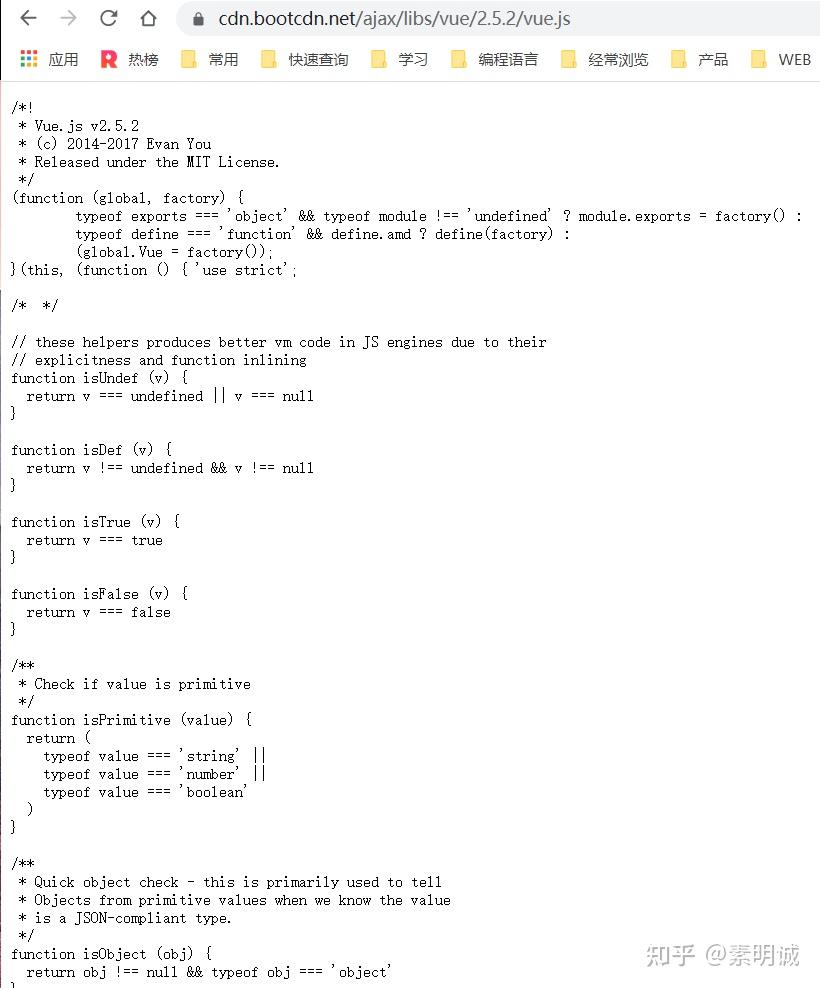 cdn.bootcdn.net/ajax/libs/vue/2.5.2/vue.js
应用 R 热榜 常用 快速查询 学习 编程语言 经常浏览 产品 WEB
/*!
 * Vue.js v2.5.2
 * (c) 2014-2017 Evan You
 * Released under the MIT License.
 */
(function (global, factory) {
        typeof exports === 'object' && typeof module !== 'undefined' ? module.exports = factory() :
        typeof define === 'function' && define.amd ? define(factory) :
        (global.Vue = factory());
}(this, (function () { 'use strict';
/*  */
// these helpers produces better vm code in JS engines due to their
// explicitness and function inlining
function isUndef (v) {
  return v === undefined || v === null
}
function isDef (v) {
  return v !== undefined && v !== null
}
function isTrue (v) {
  return v === true
}
function isFalse (v) {
  return v === false
}
/**
 * Check if value is primitive
 */
function isPrimitive (value) {
  return (
    typeof value === 'string' ||
    typeof value === 'number' ||
    typeof value === 'boolean'
  )
}
/**
 * Quick object check - this is primarily used to tell
 * Objects from primitive values when we know the value
 * is a JSON-compliant type.
 */
function isObject (obj) {
  return obj !== null && typeof obj === 'object'
知乎 @素明诚